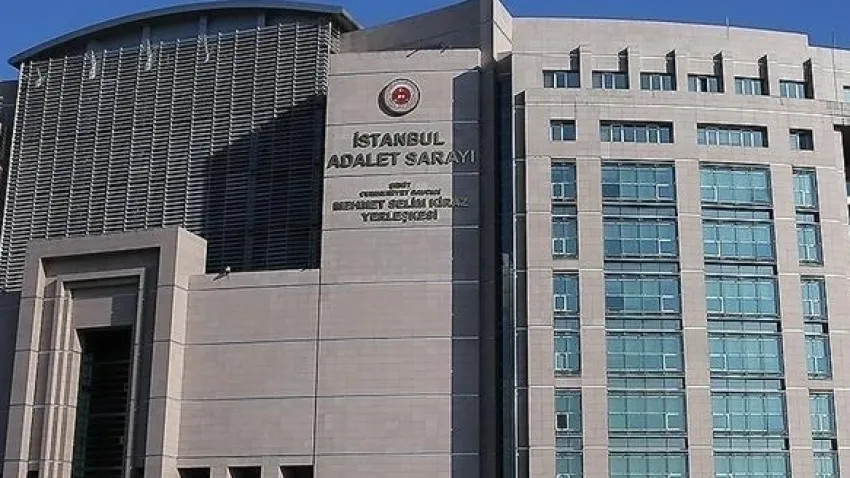 İSTANBUL
ADALET SARAYI
ŞEHİT
CUMHURİYET SAVCISI
MEHMET SELİM KİRAZ
YERLEŞKESİ